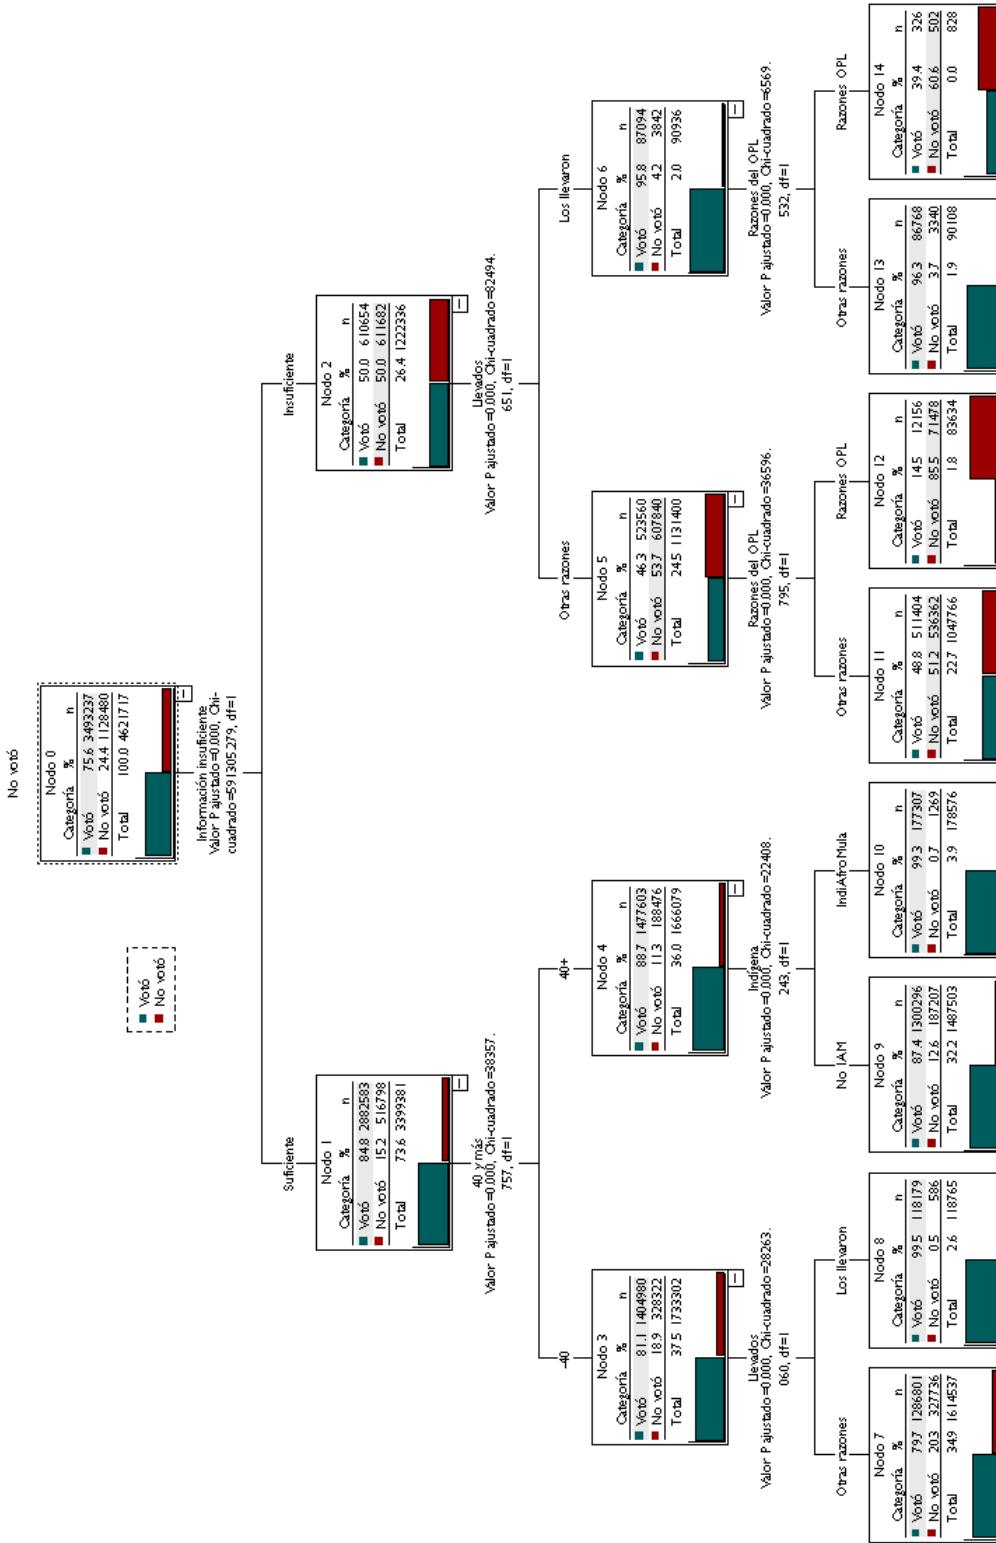 No votó
Votó
No votó
Nodo 0
Categoría % n
Votó 75.6 3493237
No votó 24.4 1128480
Total 100.0 4621717
Información insuficiente
Valor P ajustado=0.000, Chi-
cuadrado=591305.279, df=1
Suficiente
Insuficiente
Nodo 1
Categoría % n
Votó 84.8 2882583
No votó 15.2 516798
Total 73.6 3399381
40 y más
Valor P ajustado=0.000, Chi-cuadrado=38357.
757, df=1
Nodo 2
Categoría % n
Votó 50.0 610654
No votó 50.0 611682
Total 26.4 1222336
Llevados
Valor P ajustado=0.000, Chi-cuadrado=82494.
651, df=1
-40
40+
Otras razones
Los llevaron
Nodo 3
Categoría % n
Votó 81.1 1404980
No votó 18.9 328322
Total 37.5 1733302
Llevados
Valor P ajustado=0.000, Chi-cuadrado=28263.
060, df=1
Nodo 4
Categoría % n
Votó 88.7 1477603
No votó 11.3 188476
Total 36.0 1666079
Indígena
Valor P ajustado=0.000, Chi-cuadrado=22408.
243, df=1
Nodo 5
Categoría % n
Votó 46.3 523560
No votó 53.7 607840
Total 24.5 1131400
Razones del OPL
Valor P ajustado=0.000, Chi-cuadrado=36596.
795, df=1
Nodo 6
Categoría % n
Votó 95.8 87094
No votó 4.2 3842
Total 2.0 90936
Razones del OPL
Valor P ajustado=0.000, Chi-cuadrado=6569.
532, df=1
Otras razones
Los llevaron
No IAM
IndiAfroMula
Otras razones
Razones OPL
Otras razones
Razones OPL
Nodo 7
Categoría % n
Votó 79.7 1286801
No votó 20.3 327736
Total 34.9 1614537
Nodo 8
Categoría % n
Votó 99.5 118179
No votó 0.5 586
Total 2.6 118765
Nodo 9
Categoría % n
Votó 87.4 1300296
No votó 12.6 187207
Total 32.2 1487503
Nodo 10
Categoría % n
Votó 99.3 177307
No votó 0.7 1269
Total 3.9 178576
Nodo 11
Categoría % n
Votó 48.8 511404
No votó 51.2 536362
Total 22.7 1047766
Nodo 12
Categoría % n
Votó 14.5 12156
No votó 85.5 71478
Total 1.8 83634
Nodo 13
Categoría % n
Votó 96.3 86768
No votó 3.7 3340
Total 1.9 90108
Nodo 14
Categoría % n
Votó 39.4 326
No votó 60.6 502
Total 0.0 828